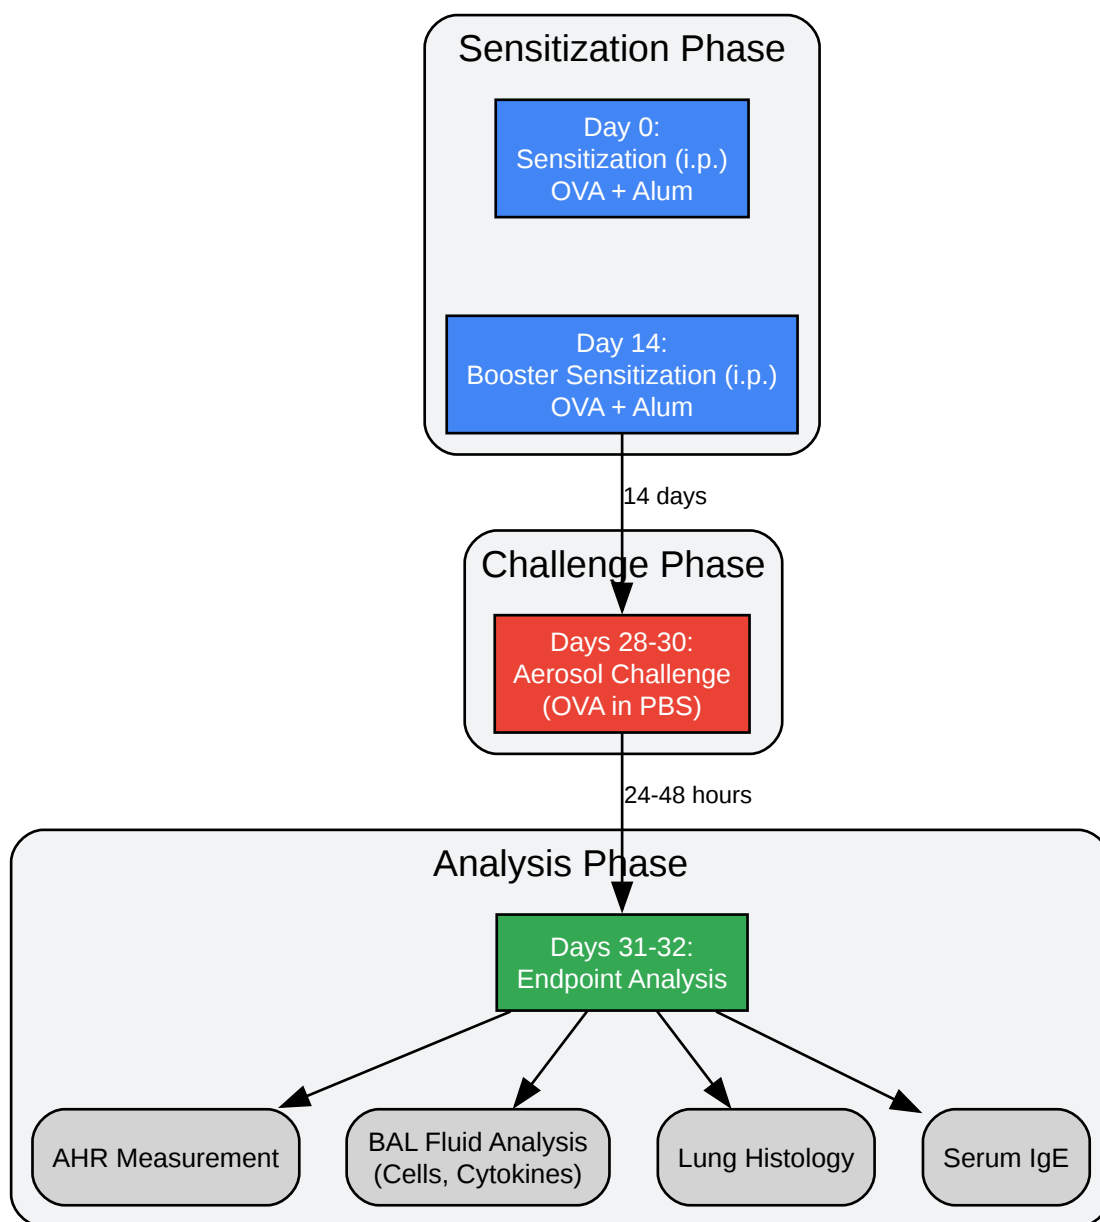 Sensitization Phase
Day 0:
Sensitization (i.p.)
OVA + Alum
Day 14:
Booster Sensitization (i.p.)
OVA + Alum
14 days
Challenge Phase
Days 28-30:
Aerosol Challenge
(OVA in PBS)
24-48 hours
Analysis Phase
Days 31-32:
Endpoint Analysis
AHR Measurement
BAL Fluid Analysis
(Cells, Cytokines)
Lung Histology
Serum IgE